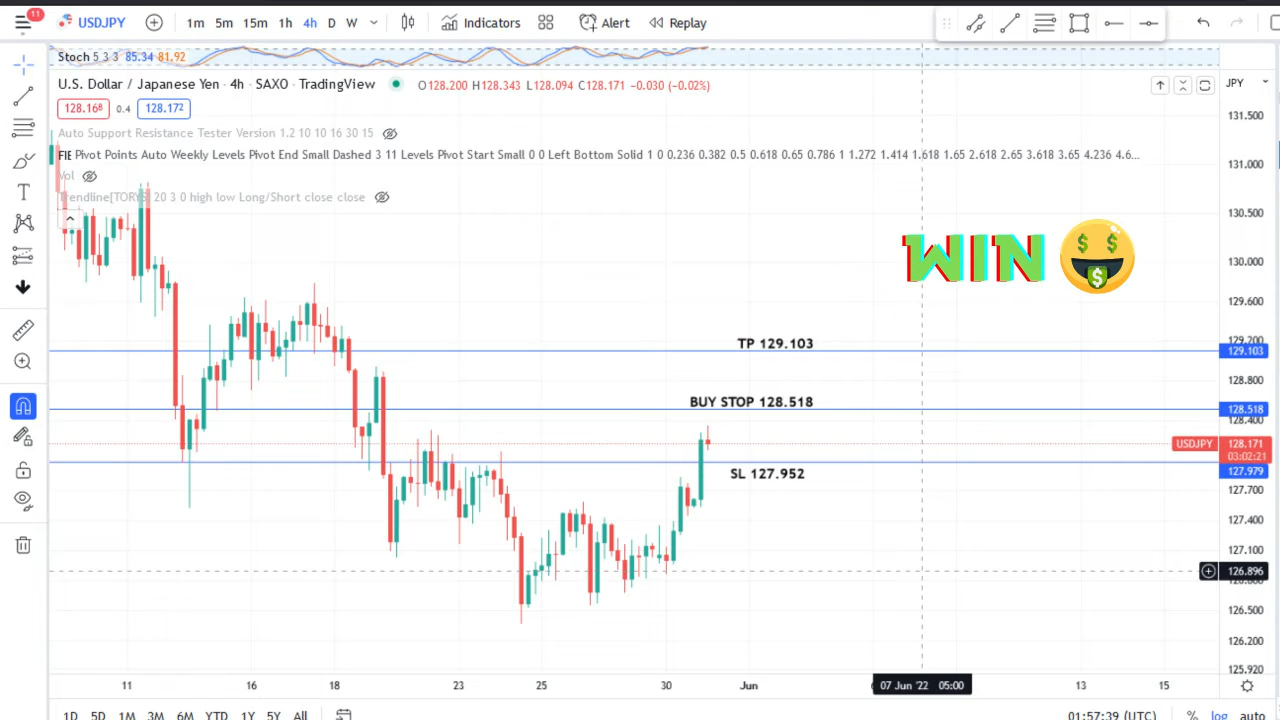 11 USDJPY 1m 5m 15m 1h 4h D W Indicators Alert Replay
Stoch 5 3 3 85.34 81.92
U.S. Dollar / Japanese Yen · 4h · SAXO · TradingView O128.200 H128.343 L128.094 C128.171 −0.030 (−0.02%) JPY
128.168 0.4 128.172
Auto Support Resistance Tester Version 1.2 10 10 16 30 15
Pivot Points Auto Weekly Levels Pivot End Small Dashed 3 11 Levels Pivot Start Small 0 0 Left Bottom Solid 1 0 0.236 0.382 0.5 0.618 0.65 0.786 1 1.272 1.414 1.618 1.65 2.618 2.65 3.618 3.65 4.236 4.6...
Vol
Trendline[TORYS] 20 3 0 high low Long/Short close close
131.500
131.000
130.500
WIN
130.000
129.600
129.200
TP 129.103
129.103
128.800
BUY STOP 128.518
128.518
128.400
USDJPY 128.171
03:02:21
SL 127.952
127.979
127.700
127.400
127.100
126.896
126.800
126.500
126.200
125.920
11 16 18 23 25 30 Jun 07 Jun '22 05:00 13 15
1D 5D 1M 3M 6M YTD 1Y 5Y All 01:57:39 (UTC) % log auto